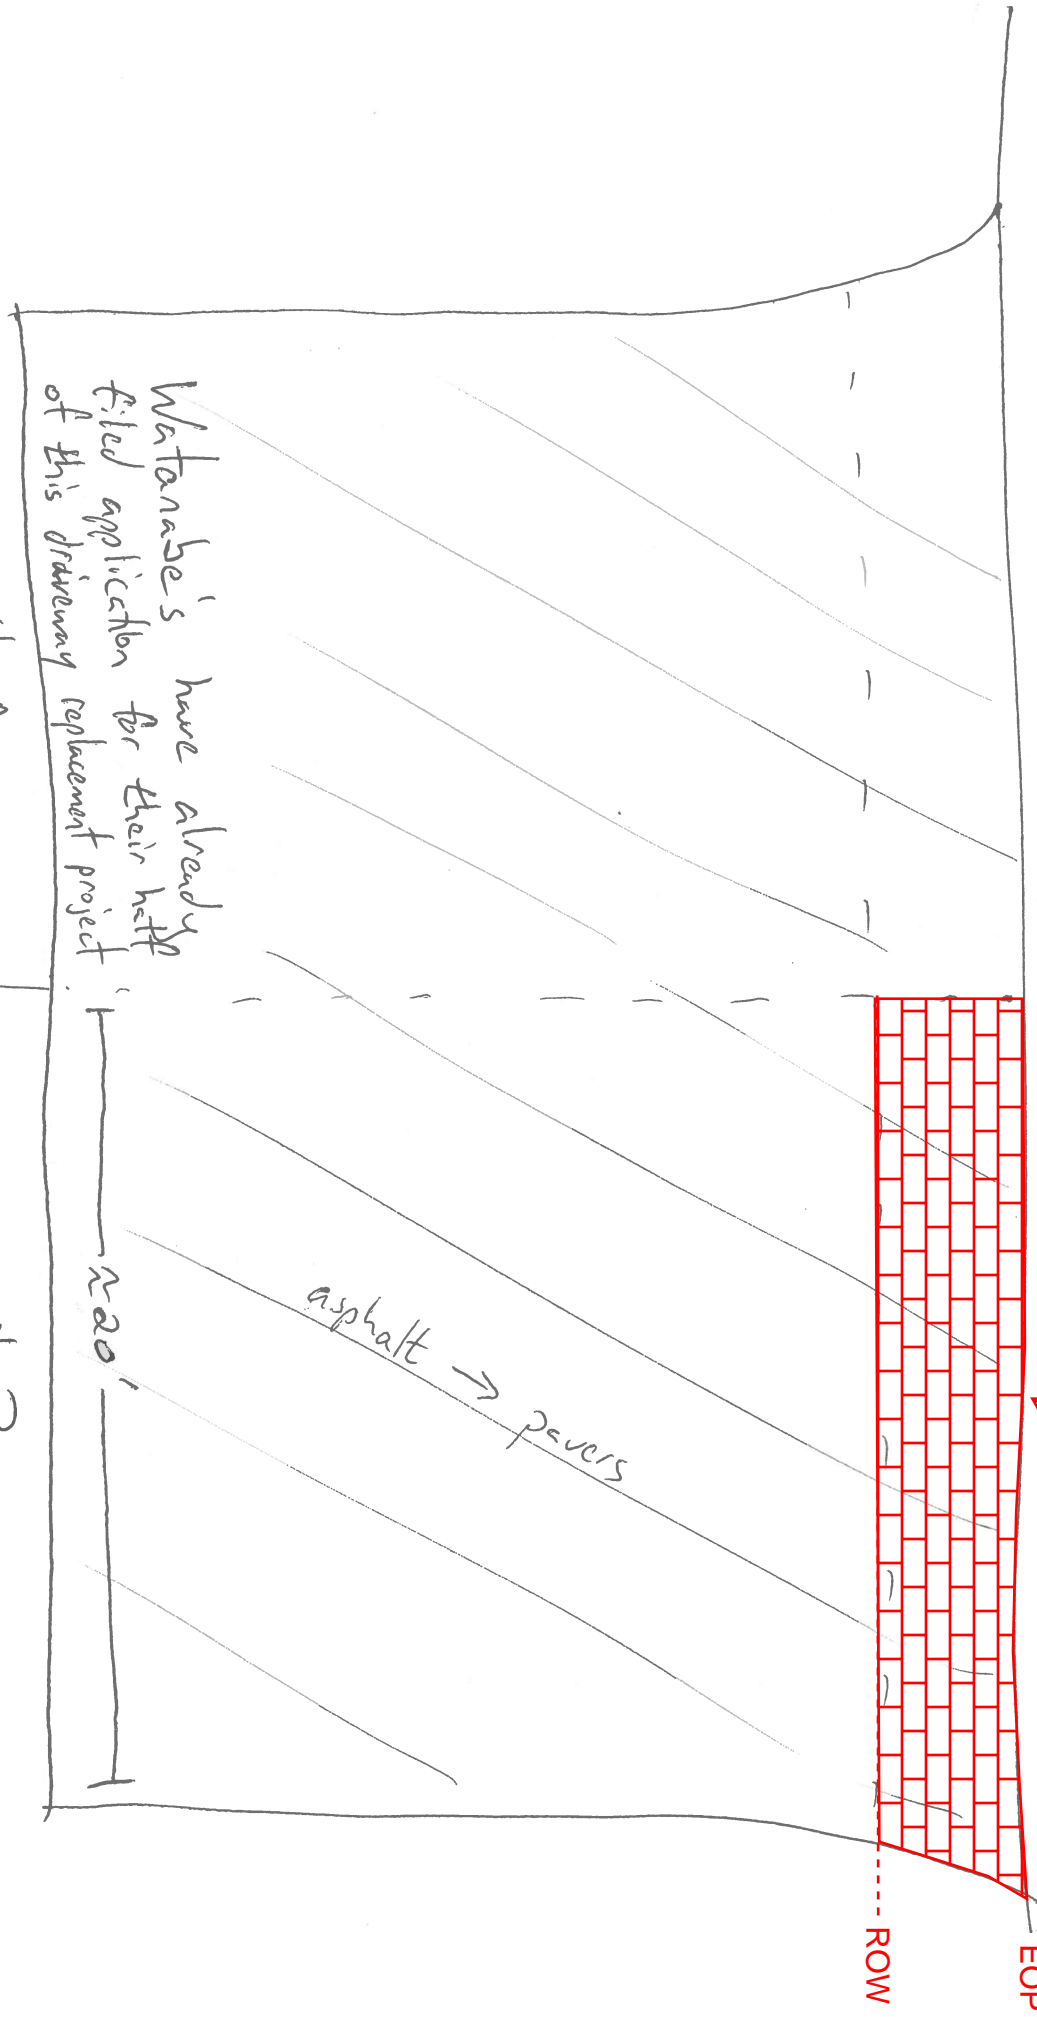 EOP
ROW
asphalt → pavers
Watanabe's have already
filed application for their half
of this driveway replacement project
≈20'